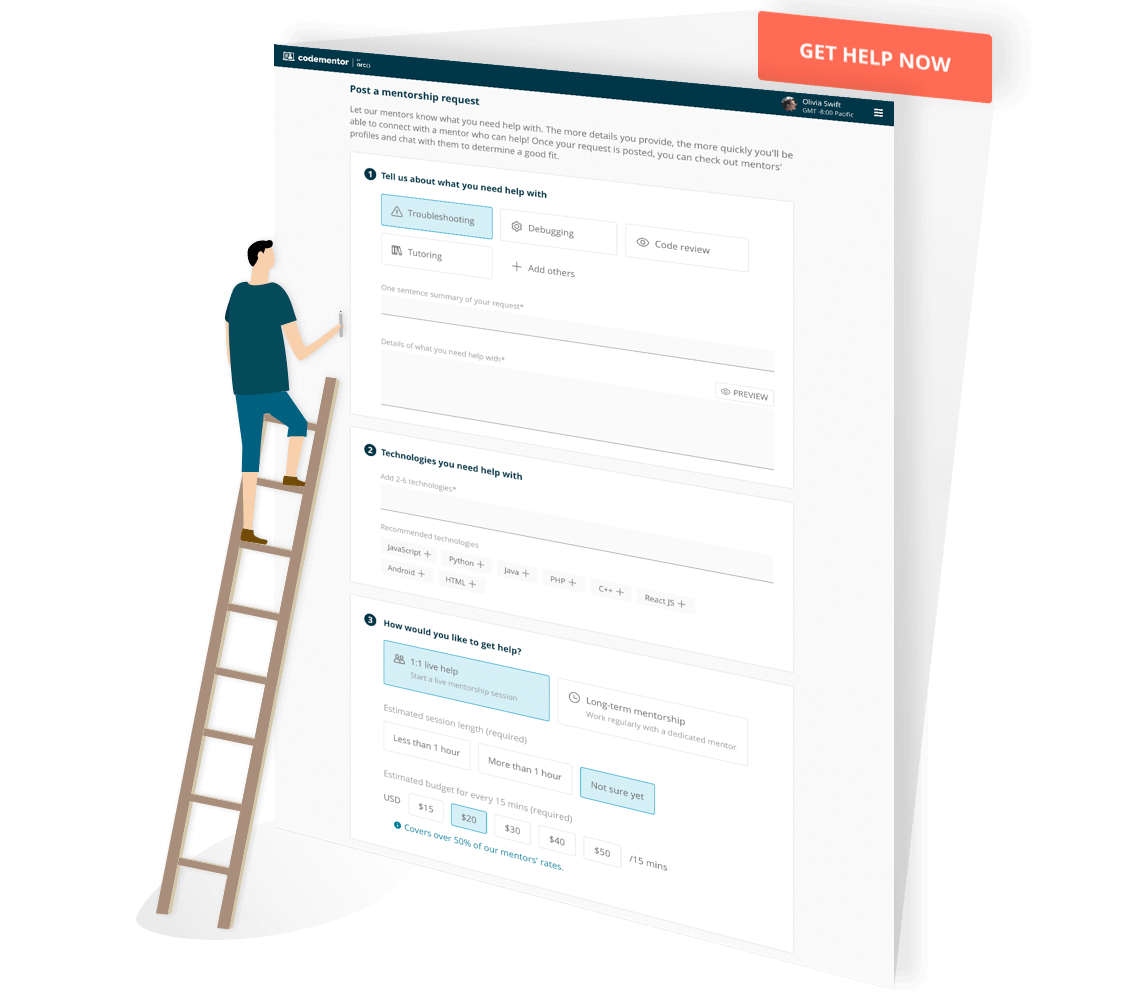 GET HELP NOW
codementor | BY arc()
Olivia Swift
GMT -8:00 Pacific
Post a mentorship request
Let our mentors know what you need help with. The more details you provide, the more quickly you'll be
able to connect with a mentor who can help! Once your request is posted, you can check out mentors'
profiles and chat with them to determine a good fit.
1 Tell us about what you need help with
Troubleshooting
Debugging
Code review
Tutoring
Add others
One sentence summary of your request*
Details of what you need help with*
PREVIEW
2 Technologies you need help with
Add 2-6 technologies*
Recommended technologies
JavaScript + Python + Java + PHP + C++ + React JS +
Android + HTML +
3 How would you like to get help?
1:1 live help
Start a live mentorship session
Long-term mentorship
Work regularly with a dedicated mentor
Estimated session length (required)
Less than 1 hour
More than 1 hour
Not sure yet
Estimated budget for every 15 mins (required)
USD $15 $20 $30 $40 $50 /15 mins
Covers over 50% of our mentors' rates.